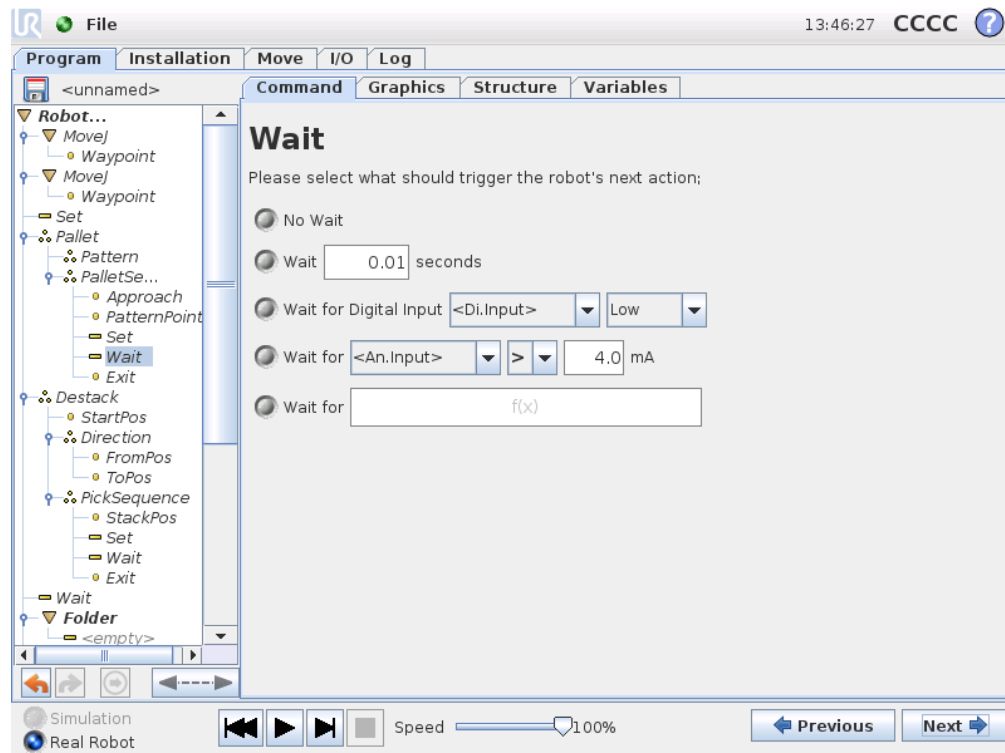 UR File 13:46:27 CCCC ?
Program Installation Move I/O Log
<unnamed>
Command Graphics Structure Variables
Robot...
MoveJ
Waypoint
MoveJ
Waypoint
Set
Pallet
Pattern
PalletSe...
Approach
PatternPoint
Set
Wait
Exit
Destack
StartPos
Direction
FromPos
ToPos
PickSequence
StackPos
Set
Wait
Exit
Wait
Folder
<empty>
Wait
Please select what should trigger the robot's next action;
No Wait
Wait 0.01 seconds
Wait for Digital Input <Di.Input> Low
Wait for <An.Input> > 4.0 mA
Wait for f(x)
Simulation
Real Robot
Speed 100%
Previous Next